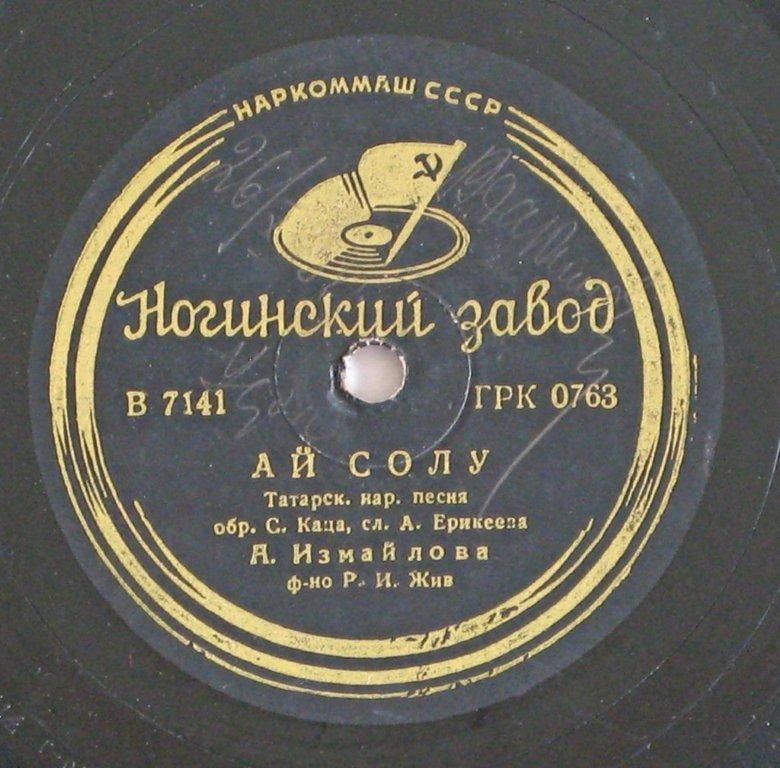 НАРКОММАШ СССР
Ногинский завод
В 7141 ГРК 0763
АЙ СОЛУ
Татарск. нар. песня
обр. С. Каца, сл. А. Ерикеева
А. Измайлова
ф-но Р. И. Жив